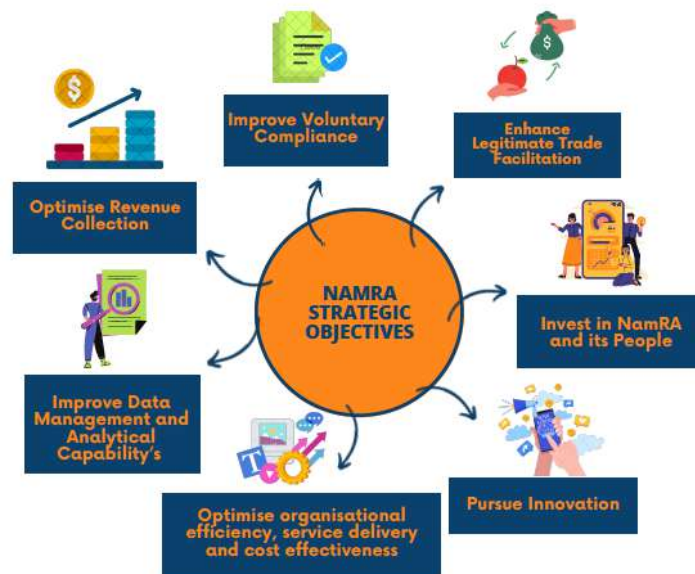 Improve Voluntary
Compliance
Enhance
Legitimate Trade
Facilitation
Optimise Revenue
Collection
NAMRA
STRATEGIC
OBJECTIVES
Invest in NamRA
and its People
Improve Data
Management and
Analytical
Capability's
Pursue Innovation
Optimise organisational
efficiency, service delivery
and cost effectiveness
$
$
T